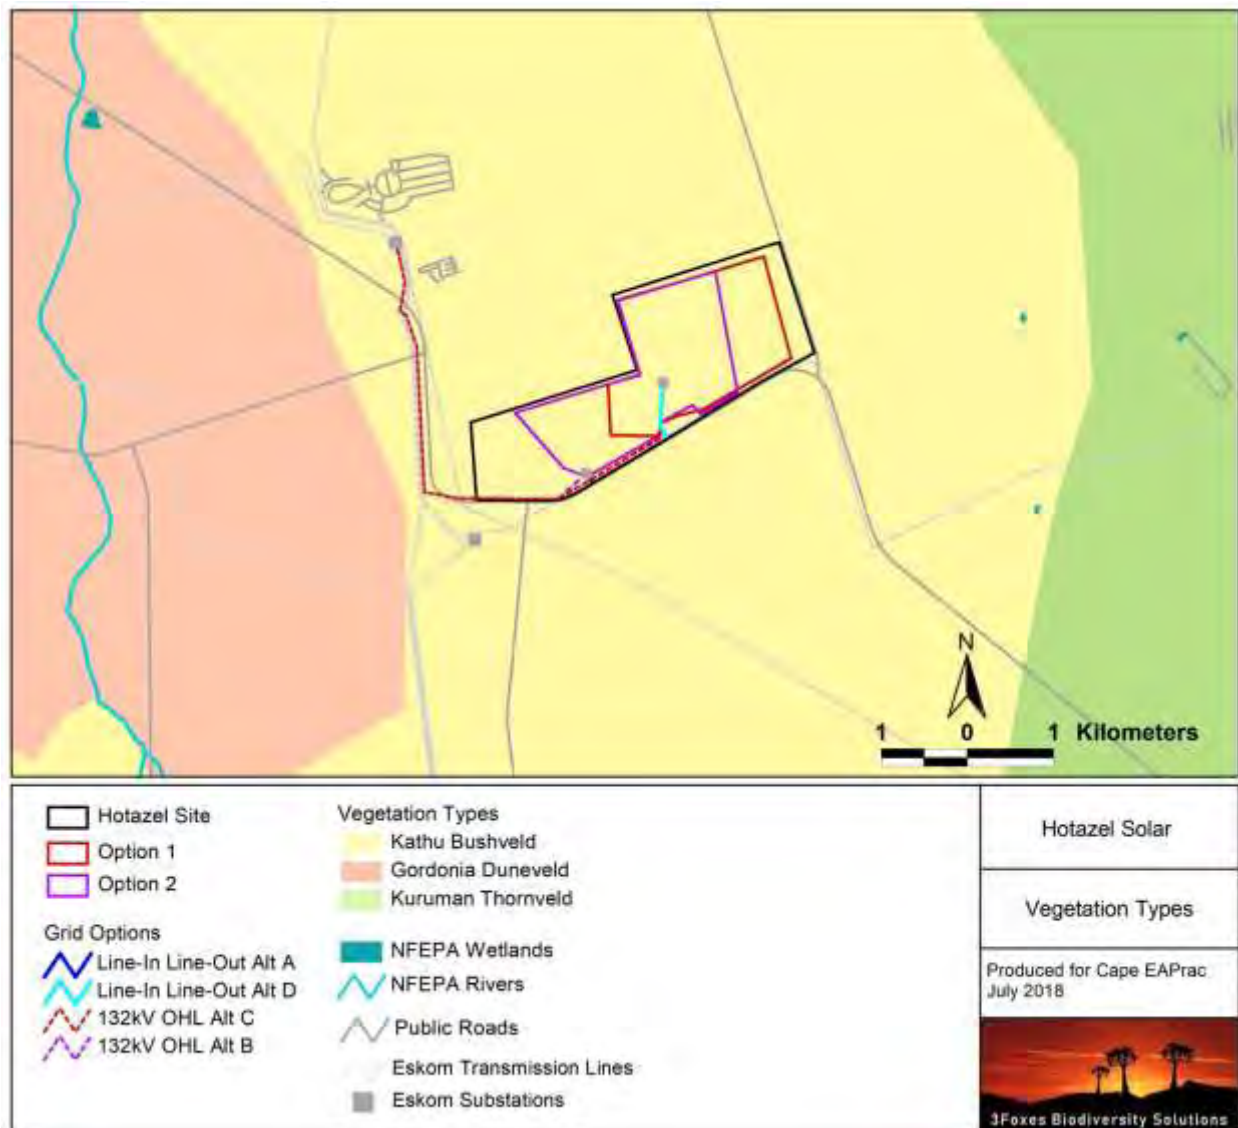 N
1 0 1 Kilometers
Hotazel Site
Option 1
Option 2
Grid Options
Line-In Line-Out Alt A
Line-In Line-Out Alt D
132kV OHL Alt C
132kV OHL Alt B
Vegetation Types
Kathu Bushveld
Gordonia Duneveld
Kuruman Thornveld
NFEPA Wetlands
NFEPA Rivers
Public Roads
Eskom Transmission Lines
Eskom Substations
Hotazel Solar
Vegetation Types
Produced for Cape EAPrac
July 2018
3Foxes Biodiversity Solutions